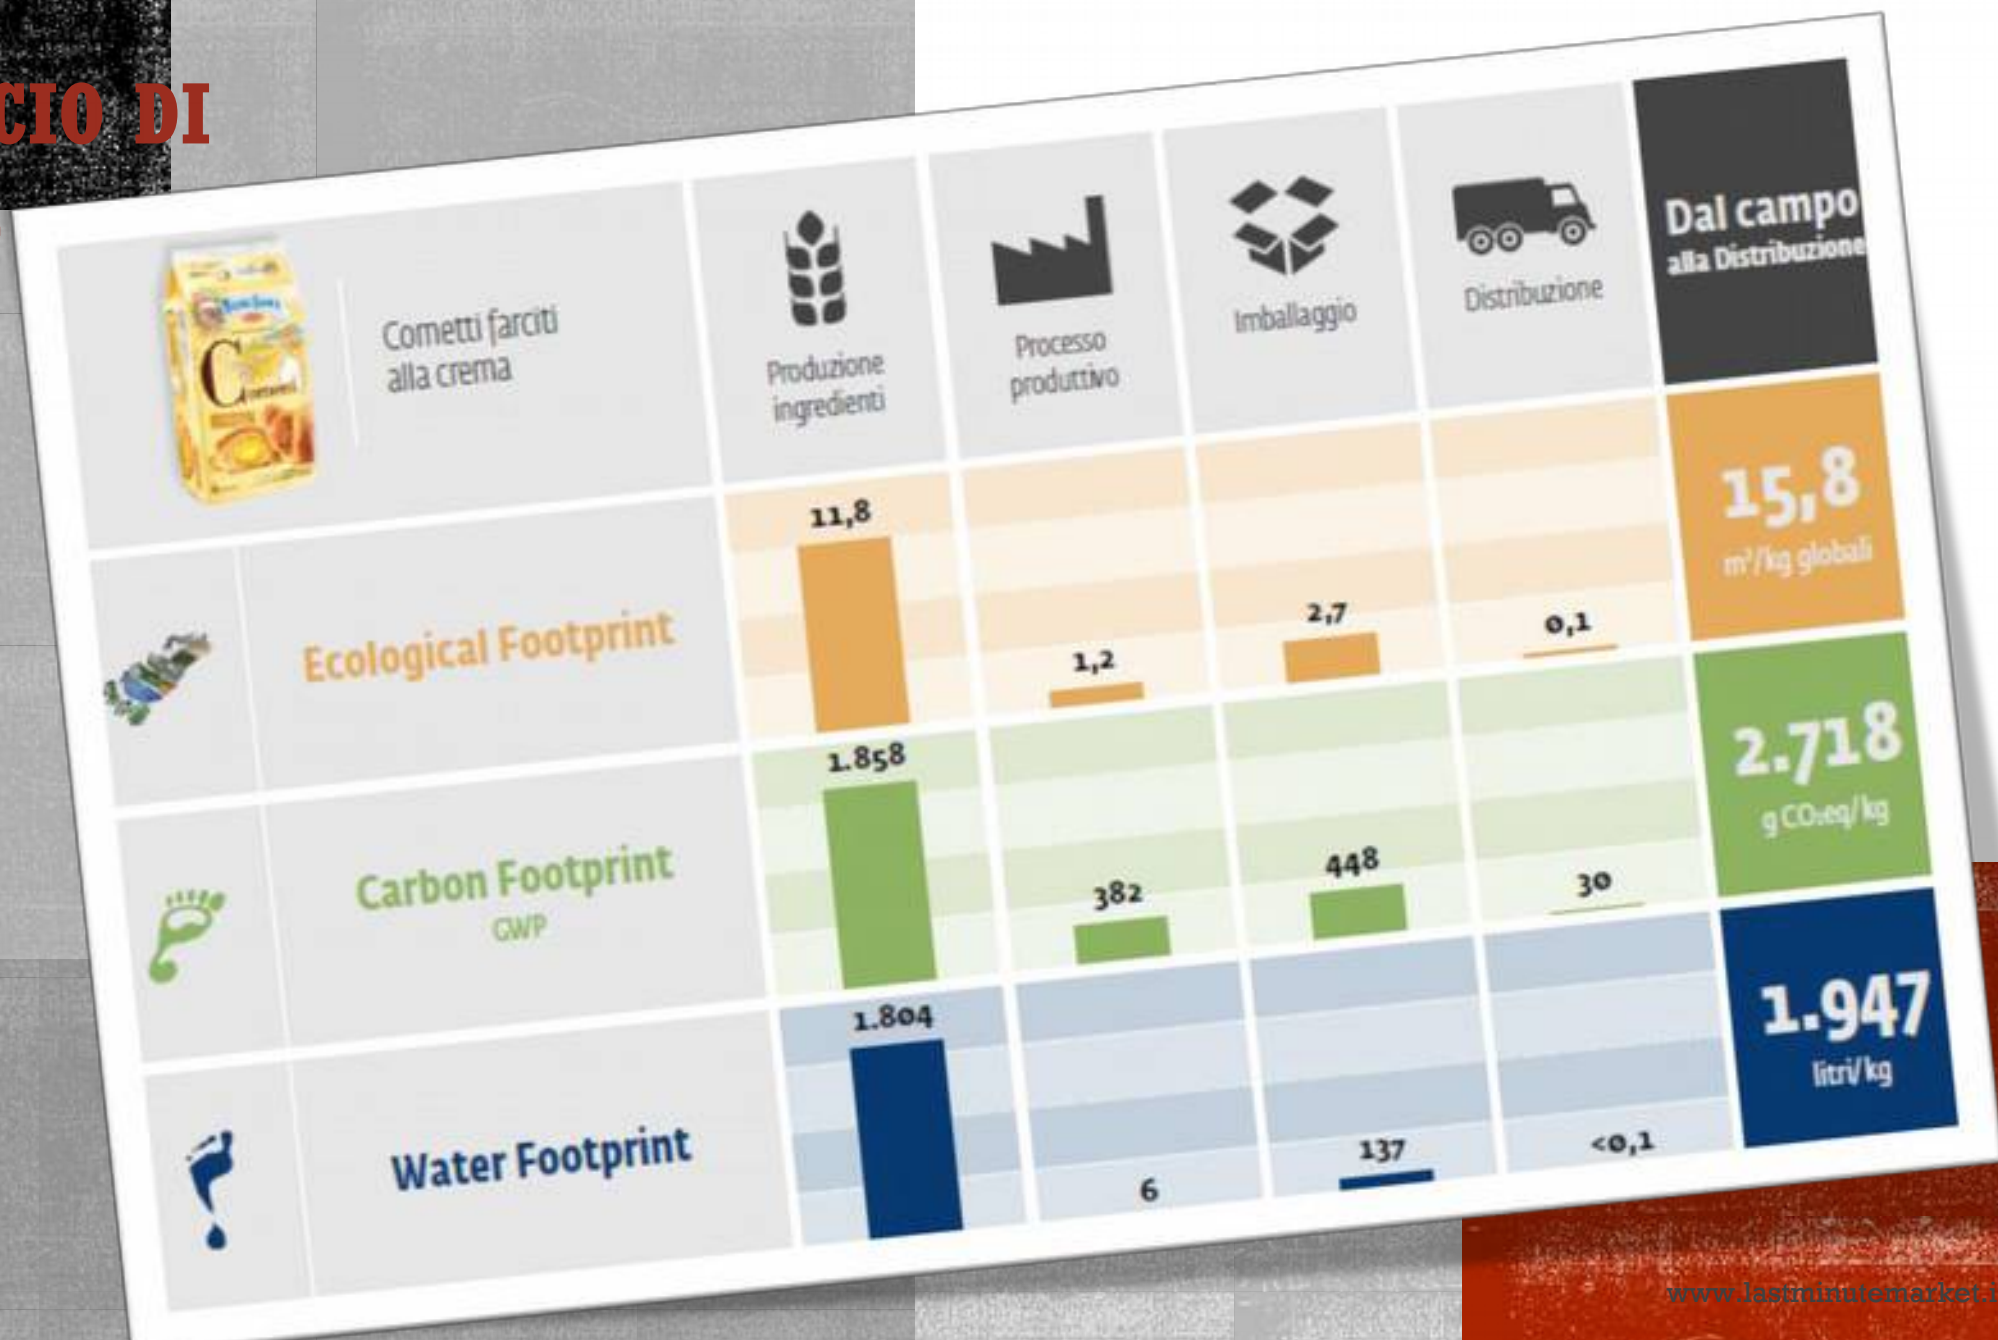 CIO DI
Cornetti farciti
alla crema
Produzione
ingredienti
Processo
produttivo
Imballaggio
Distribuzione
Dal campo
alla Distribuzione
Ecological Footprint
11,8
1,2
2,7
0,1
15,8
m²/kg globali
Carbon Footprint
GWP
1.858
382
448
30
2.718
g CO₂eq/kg
Water Footprint
1.804
6
137
<0,1
1.947
litri/kg
www.lastminutemarket.i